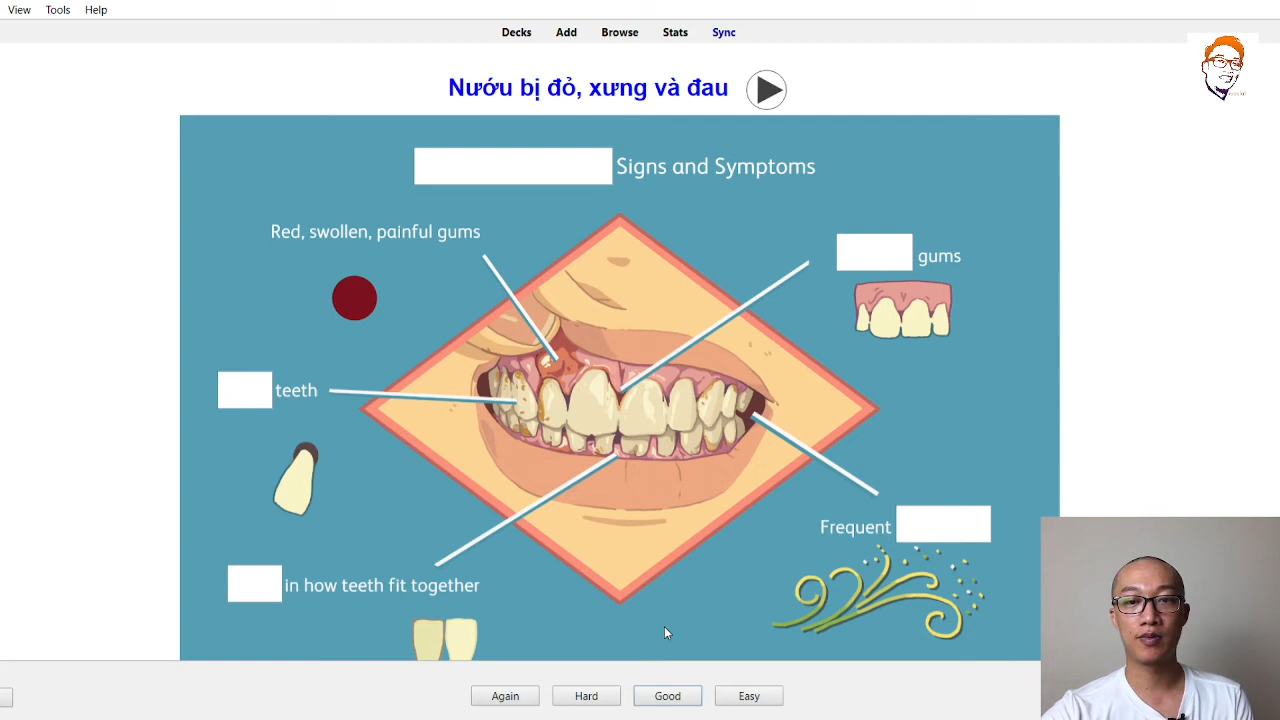 View Tools Help
Decks Add Browse Stats Sync
Nướu bị đỏ, xưng và đau
Signs and Symptoms
Red, swollen, painful gums
gums
teeth
Frequent
in how teeth fit together
Again Hard Good Easy